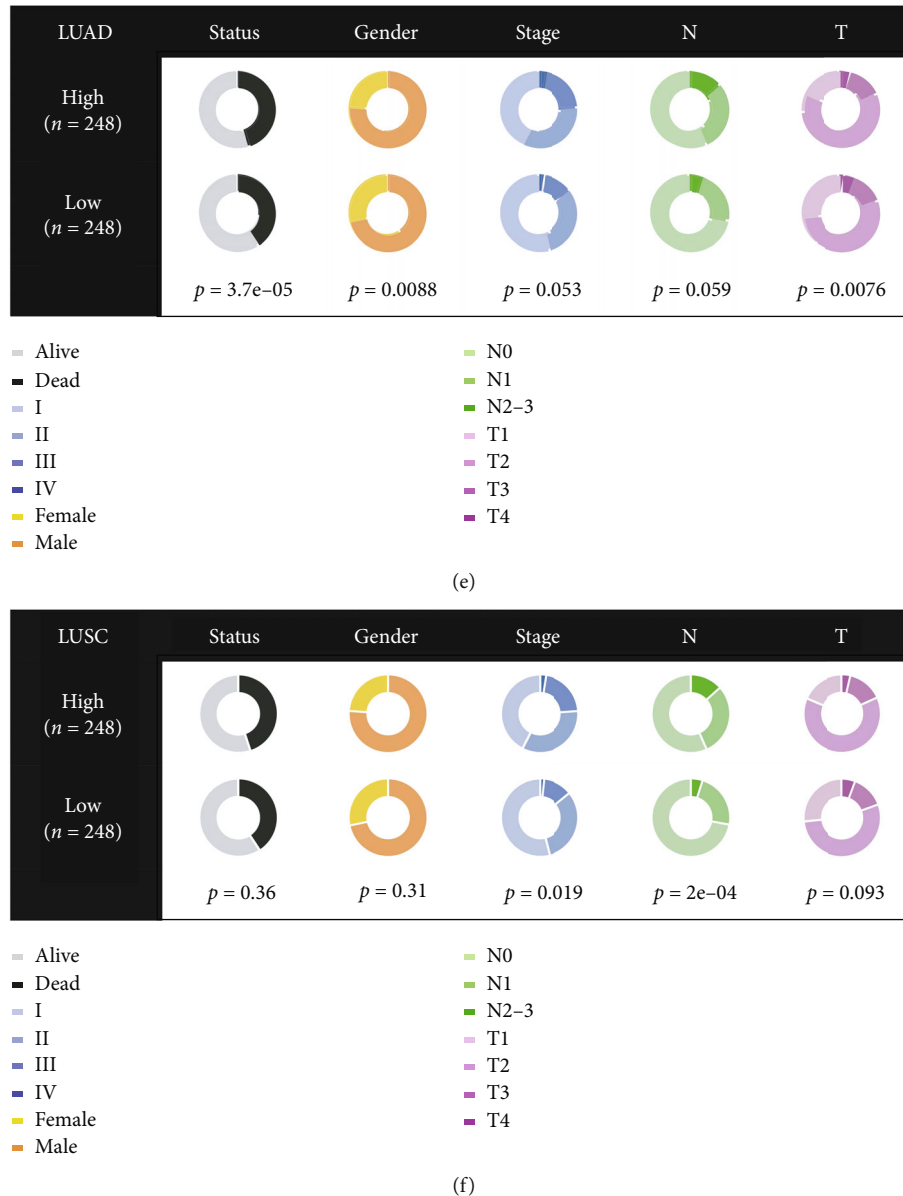 LUAD Status Gender Stage N T
High
(n = 248)
Low
(n = 248)
p = 3.7e–05 p = 0.0088 p = 0.053 p = 0.059 p = 0.0076
Alive
Dead
I
II
III
IV
Female
Male
N0
N1
N2–3
T1
T2
T3
T4
(e)
LUSC Status Gender Stage N T
High
(n = 248)
Low
(n = 248)
p = 0.36 p = 0.31 p = 0.019 p = 2e–04 p = 0.093
Alive
Dead
I
II
III
IV
Female
Male
N0
N1
N2–3
T1
T2
T3
T4
(f)